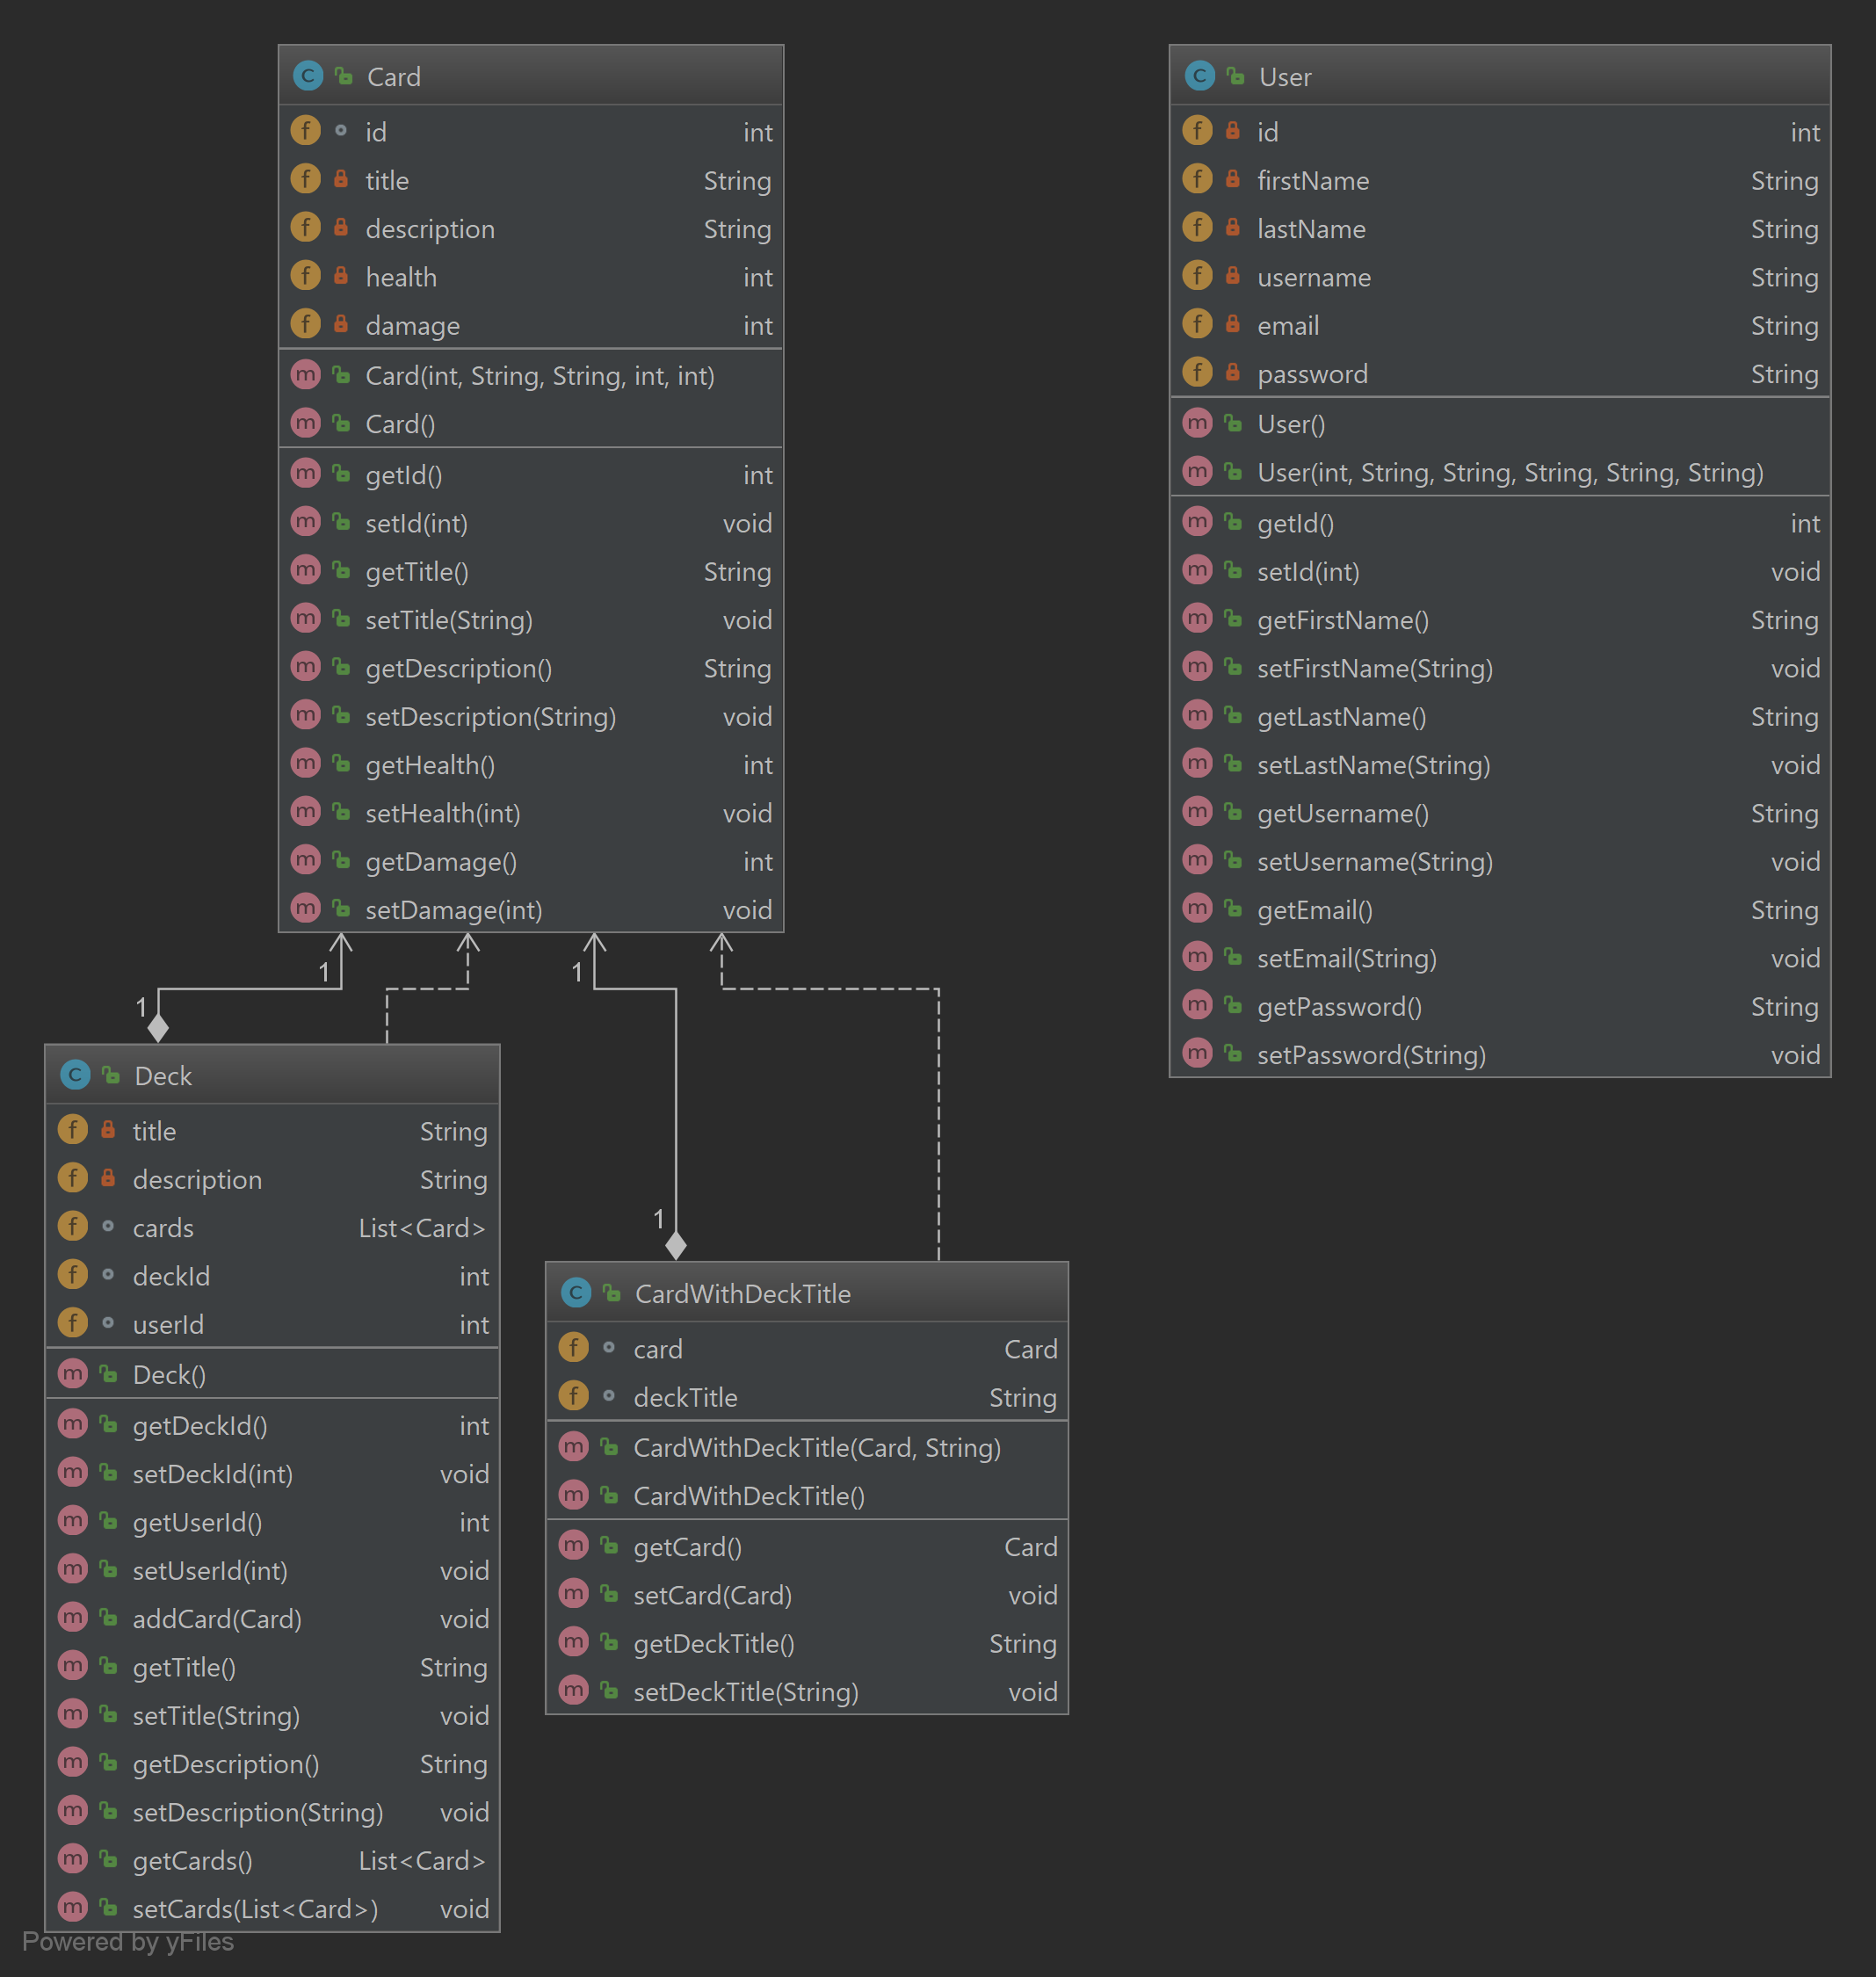 Card
id int
title String
description String
health int
damage int
Card(int, String, String, int, int)
Card()
getId() int
setId(int) void
getTitle() String
setTitle(String) void
getDescription() String
setDescription(String) void
getHealth() int
setHealth(int) void
getDamage() int
setDamage(int) void
User
id int
firstName String
lastName String
username String
email String
password String
User()
User(int, String, String, String, String, String)
getId() int
setId(int) void
getFirstName() String
setFirstName(String) void
getLastName() String
setLastName(String) void
getUsername() String
setUsername(String) void
getEmail() String
setEmail(String) void
getPassword() String
setPassword(String) void
1
1
1
1
Deck
title String
description String
cards List<Card>
deckId int
userId int
Deck()
getDeckId() int
setDeckId(int) void
getUserId() int
setUserId(int) void
addCard(Card) void
getTitle() String
setTitle(String) void
getDescription() String
setDescription(String) void
getCards() List<Card>
setCards(List<Card>) void
CardWithDeckTitle
card Card
deckTitle String
CardWithDeckTitle(Card, String)
CardWithDeckTitle()
getCard() Card
setCard(Card) void
getDeckTitle() String
setDeckTitle(String) void
Powered by yFiles